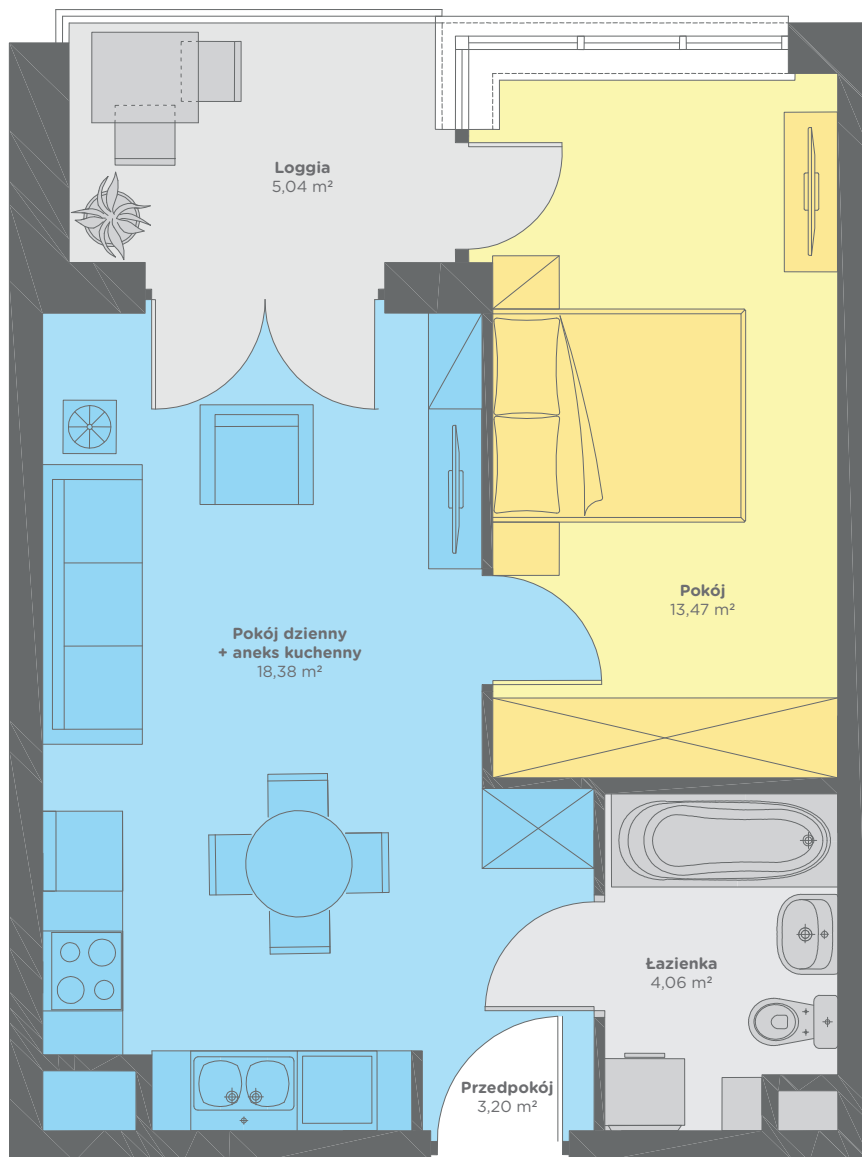 Loggia
5,04 m²
Pokój
13,47 m²
Pokój dzienny
+ aneks kuchenny
18,38 m²
Łazienka
4,06 m²
Przedpokój
3,20 m²